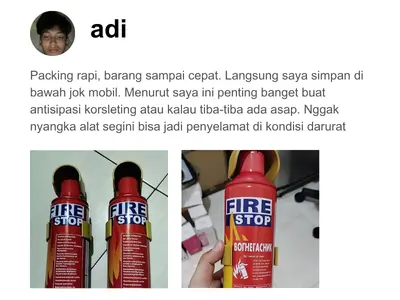 adi
Packing rapi, barang sampai cepat. Langsung saya simpan di
bawah jok mobil. Menurut saya ini penting banget buat
antisipasi korsleting atau kalau tiba-tiba ada asap. Nggak
nyangka alat segini bisa jadi penyelamat di kondisi darurat
FIRE
STOP
FIRE
STOP
FIRE
STOP
ВОГНЕГАСНИК